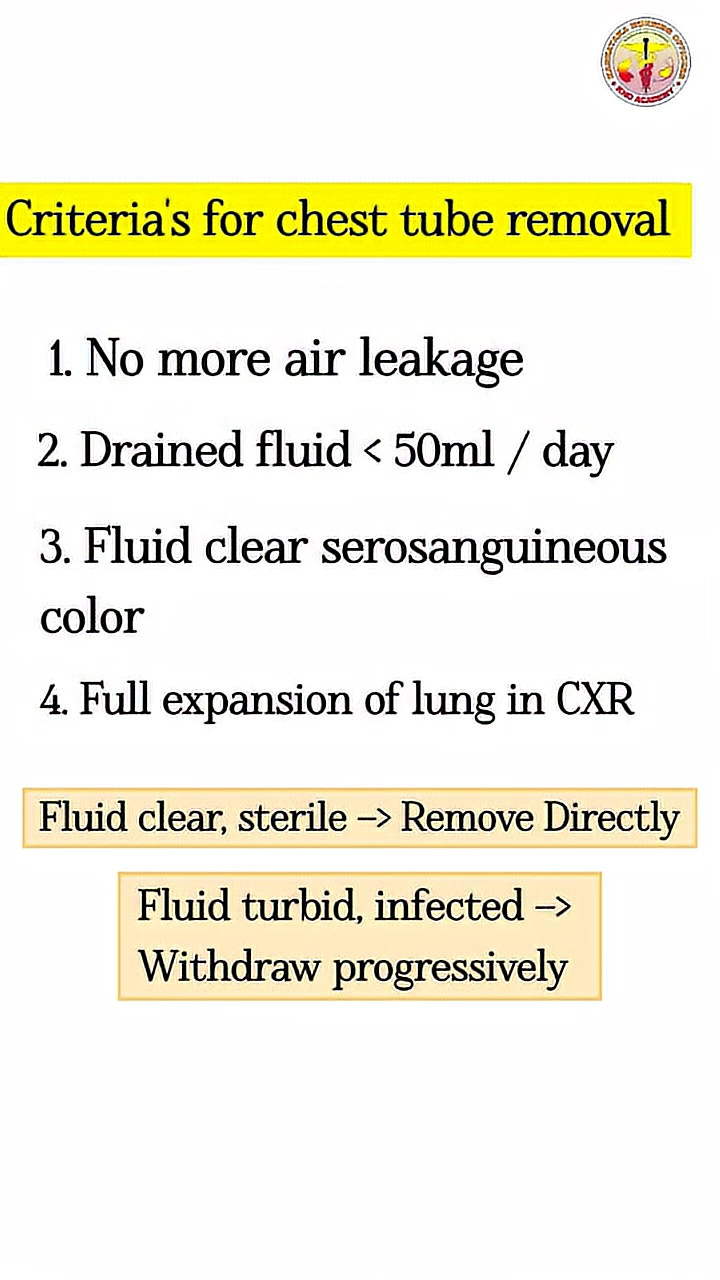 Criteria's for chest tube removal
1. No more air leakage
2. Drained fluid < 50ml / day
3. Fluid clear serosanguineous
color
4. Full expansion of lung in CXR
Fluid clear, sterile –> Remove Directly
Fluid turbid, infected –>
Withdraw progressively